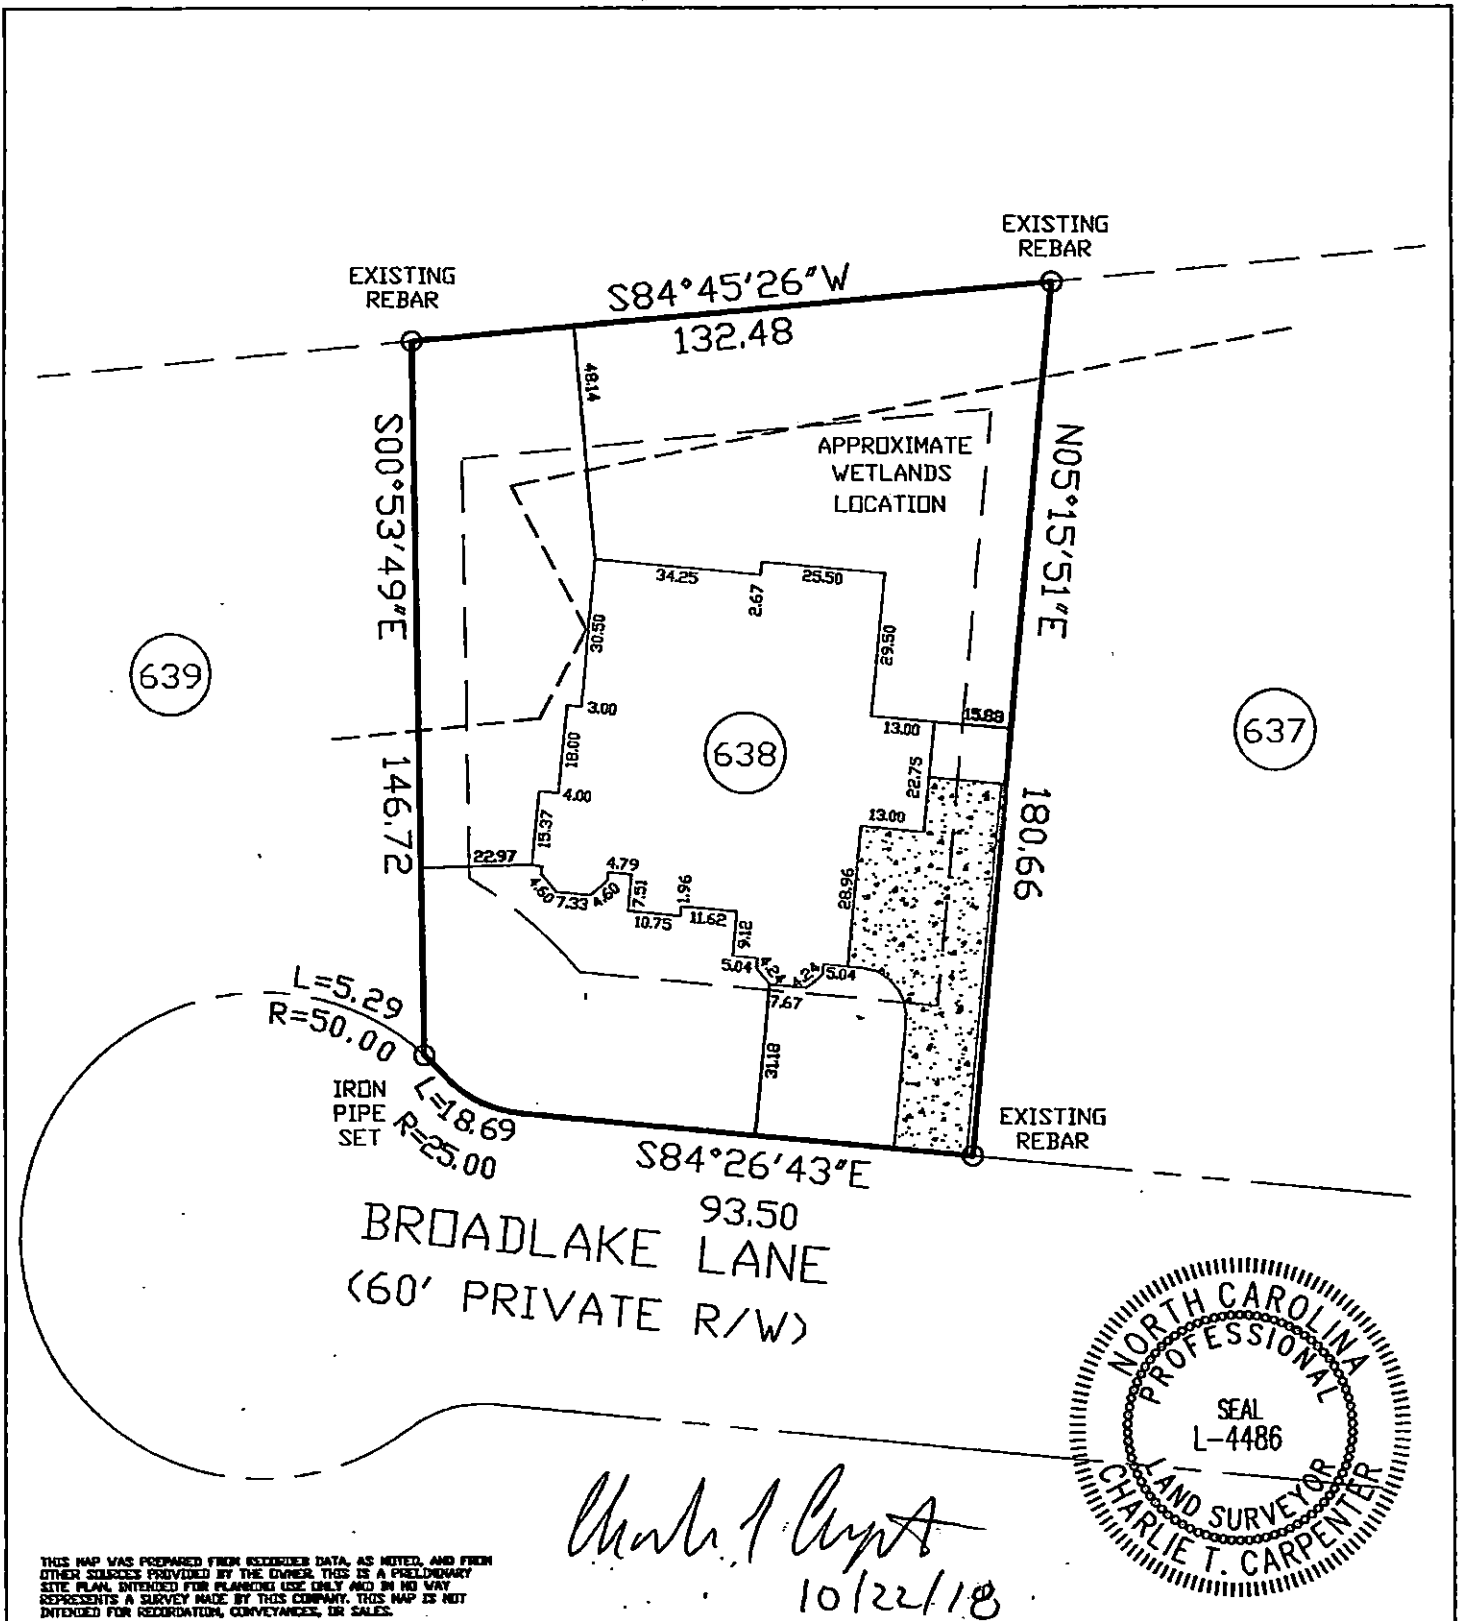 EXISTING
REBAR
EXISTING
REBAR
S84°45'26"W
132.48
48.14
APPROXIMATE
WETLANDS
LOCATION
S00°53'49"E
146.72
N05°15'51"E
180.66
34.25
2.67
25.50
30.50
29.50
639
638
637
3.00
18.00
4.00
15.37
13.00
15.88
22.75
13.00
28.96
22.97
4.60
7.33
4.60
4.79
7.51
10.75
1.96
11.62
9.12
5.04
4.24
7.67
4.24
5.04
31.18
L=5.29
R=50.00
IRON
PIPE
SET
L=18.69
R=25.00
EXISTING
REBAR
S84°26'43"E
93.50
BROADLAKE LANE
(60' PRIVATE R/W)
NORTH CAROLINA
PROFESSIONAL
SEAL
L-4486
LAND SURVEYOR
CHARLIE T. CARPENTER
10/22/18
THIS MAP WAS PREPARED FROM RECORDED DATA, AS NOTED, AND FROM
OTHER SOURCES PROVIDED BY THE OWNER. THIS IS A PRELIMINARY
SITE PLAN, INTENDED FOR PLANNING USE ONLY AND IN NO WAY
REPRESENTS A SURVEY MADE BY THIS COMPANY. THIS MAP IS NOT
INTENDED FOR RECORDATION, CONVEYANCES, OR SALES.